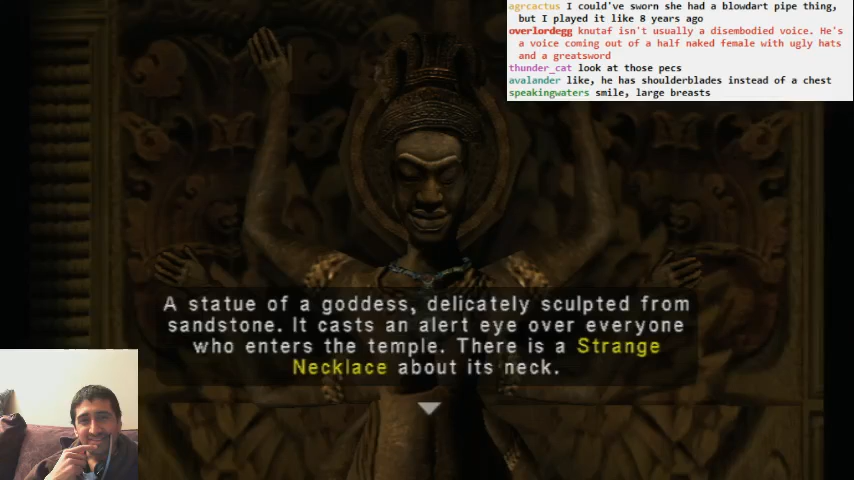 agrcactus I could've sworn she had a blowdart pipe thing,
but I played it like 8 years ago
overlordegg knutaf isn't usually a disembodied voice. He's
a voice coming out of a half naked female with ugly hats
and a greatsword
thunder_cat look at those pecs
avalander like, he has shoulderblades instead of a chest
speakingwaters smile, large breasts
A statue of a goddess, delicately sculpted from
sandstone. It casts an alert eye over everyone
who enters the temple. There is a Strange
Necklace about its neck.